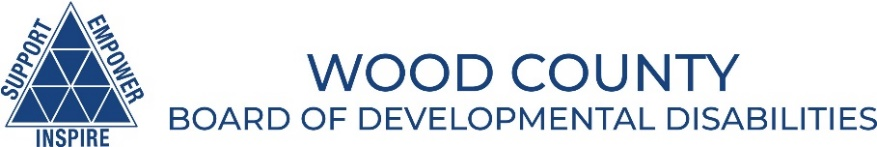 SUPPORT
EMPOWER
INSPIRE
WOOD COUNTY
BOARD OF DEVELOPMENTAL DISABILITIES